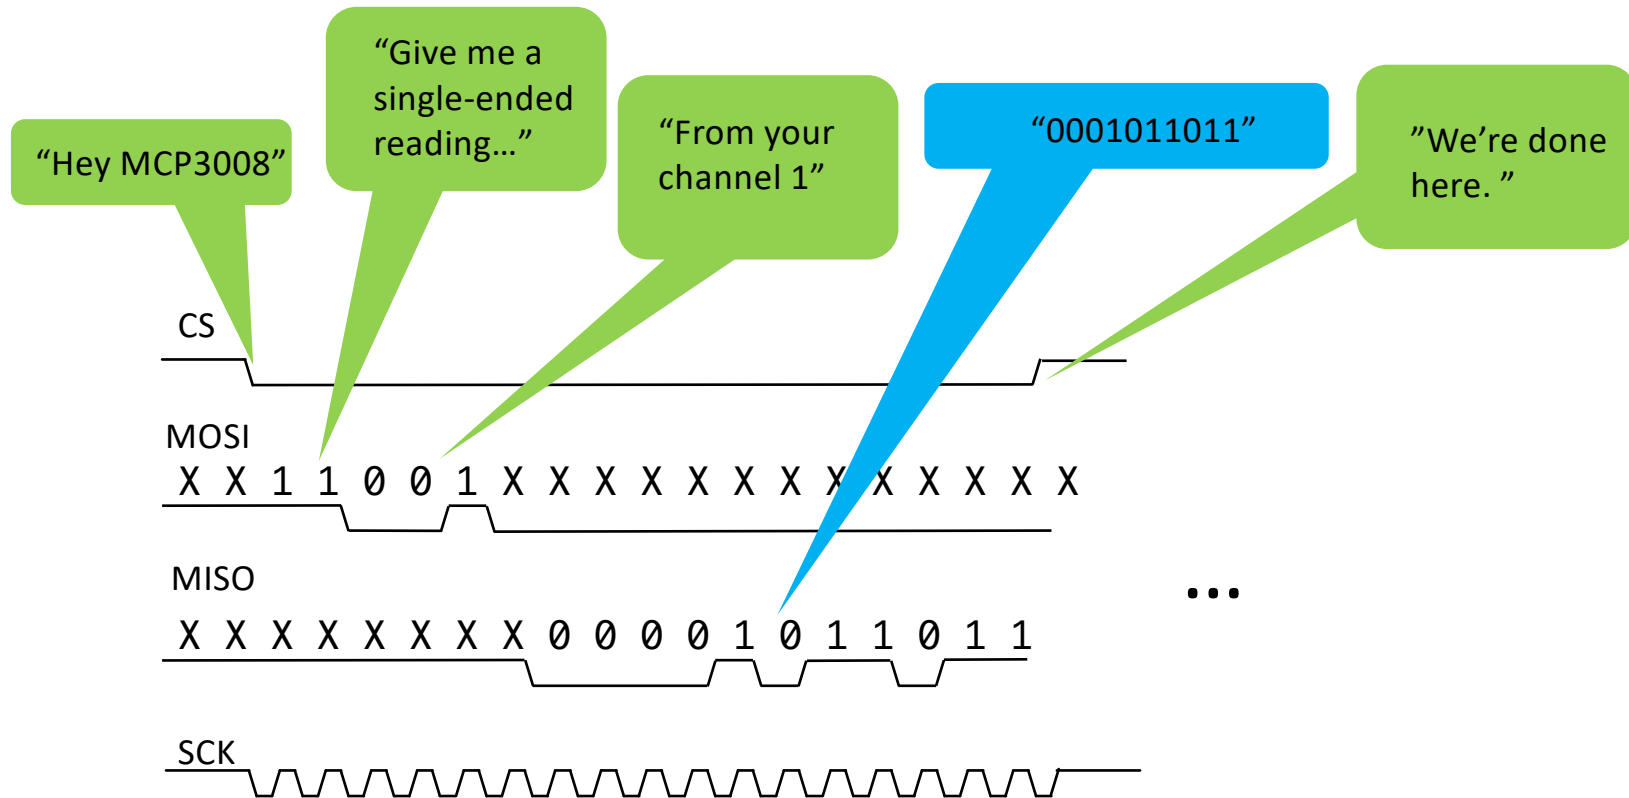 “Hey MCP3008”
“Give me a
single-ended
reading…”
“From your
channel 1”
“0001011011”
”We’re done
here. ”
CS
MOSI
X X 1 1 0 0 1 X X X X X X X X X X X X X
MISO
X X X X X X X X 0 0 0 0 1 0 1 1 0 1 1
...
SCK